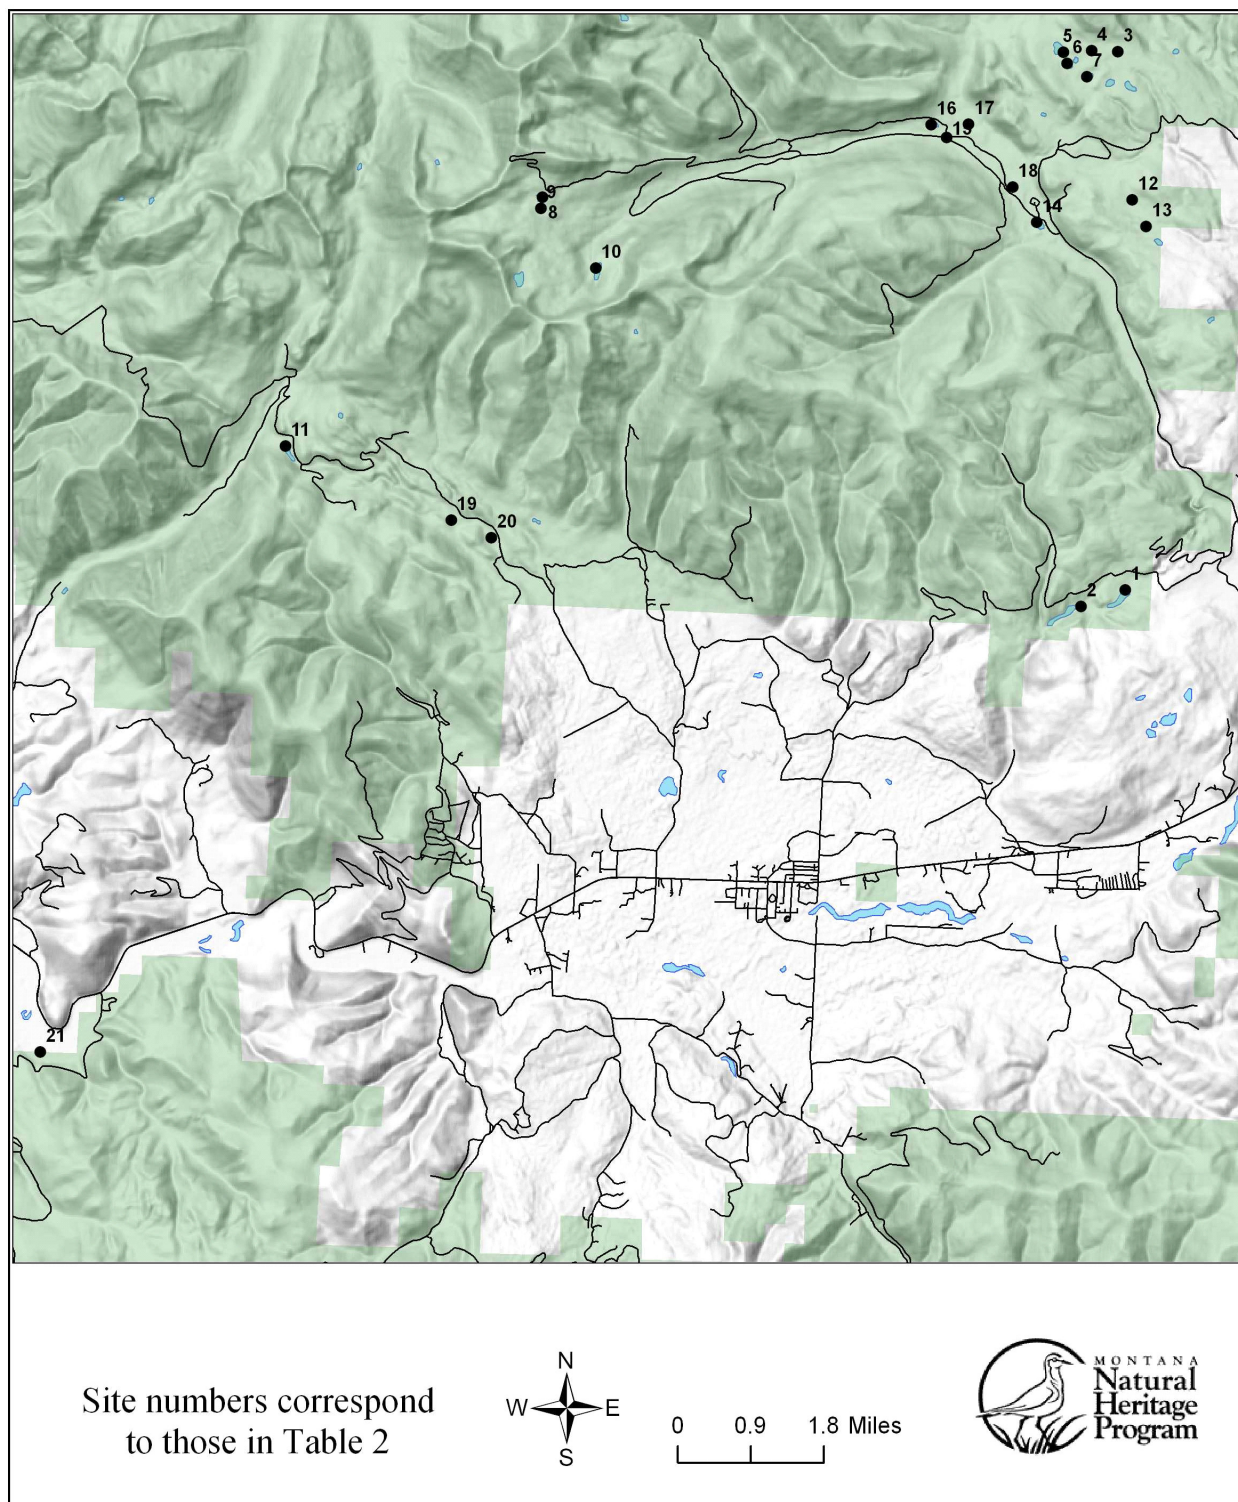 5 4 3
6
7
16 17
15
18
12
14
13
9
8
10
11
19
20
1
2
21
Site numbers correspond
to those in Table 2
N
W E
S
0 0.9 1.8 Miles
MONTANA
Natural
Heritage
Program